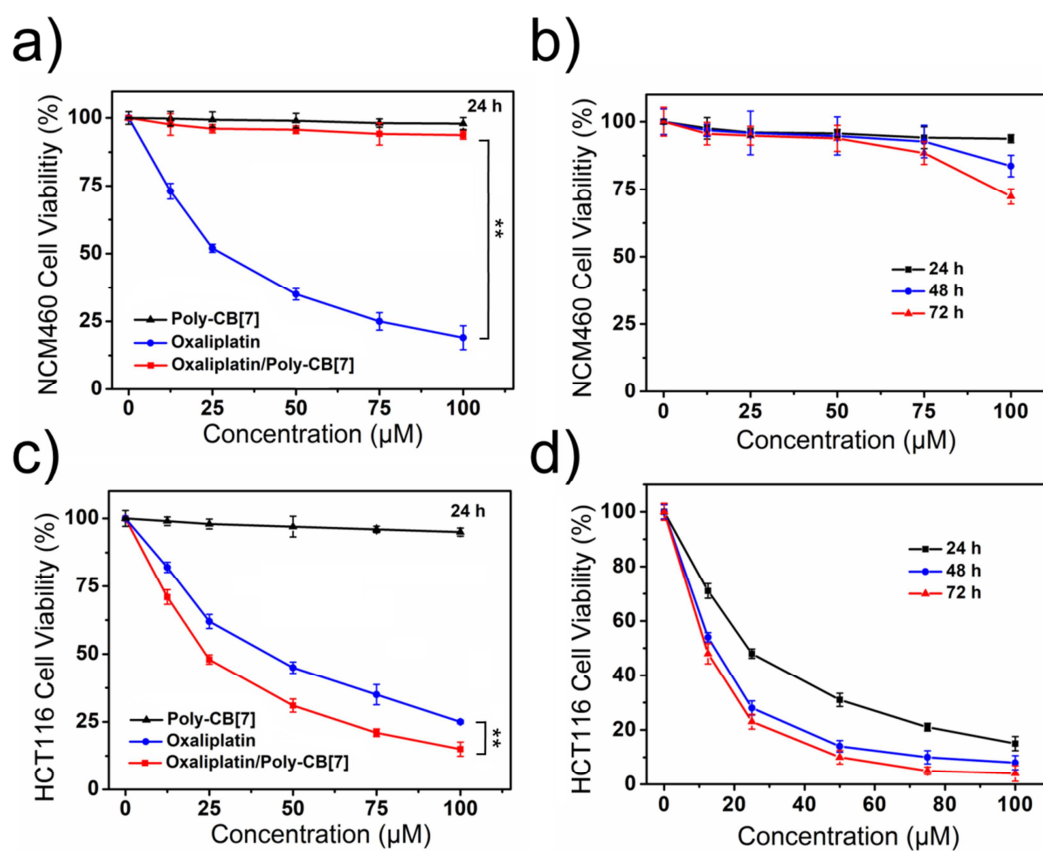 a)
NCM460 Cell Viabilitiy (%)
100
75
50
25
0
24 h
**
Poly-CB[7]
Oxaliplatin
Oxaliplatin/Poly-CB[7]
0 25 50 75 100
Concentration (µM)
b)
NCM460 Cell Viabilitiy (%)
100
75
50
25
0
24 h
48 h
72 h
0 25 50 75 100
Concentration (µM)
c)
HCT116 Cell Viability (%)
100
75
50
25
0
24 h
**
Poly-CB[7]
Oxaliplatin
Oxaliplatin/Poly-CB[7]
0 25 50 75 100
Concentration (µM)
d)
HCT116 Cell Viability (%)
100
80
60
40
20
0
24 h
48 h
72 h
0 20 40 60 80 100
Concentration (µM)